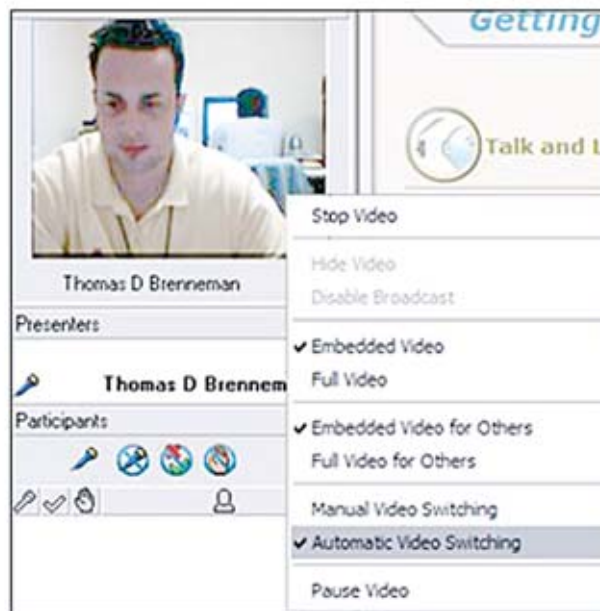 Getting
Talk and L
Thomas D Brenneman
Presenters
Thomas D Brennem
Participants
Stop Video
Hide Video
Disable Broadcast
Embedded Video
Full Video
Embedded Video for Others
Full Video for Others
Manual Video Switching
Automatic Video Switching
Pause Video